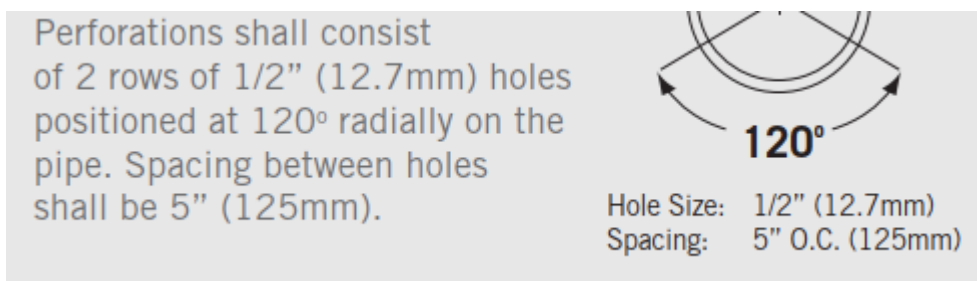 Perforations shall consist
of 2 rows of 1/2” (12.7mm) holes
positioned at 120º radially on the
pipe. Spacing between holes
shall be 5” (125mm).
120º
Hole Size: 1/2” (12.7mm)
Spacing: 5” O.C. (125mm)